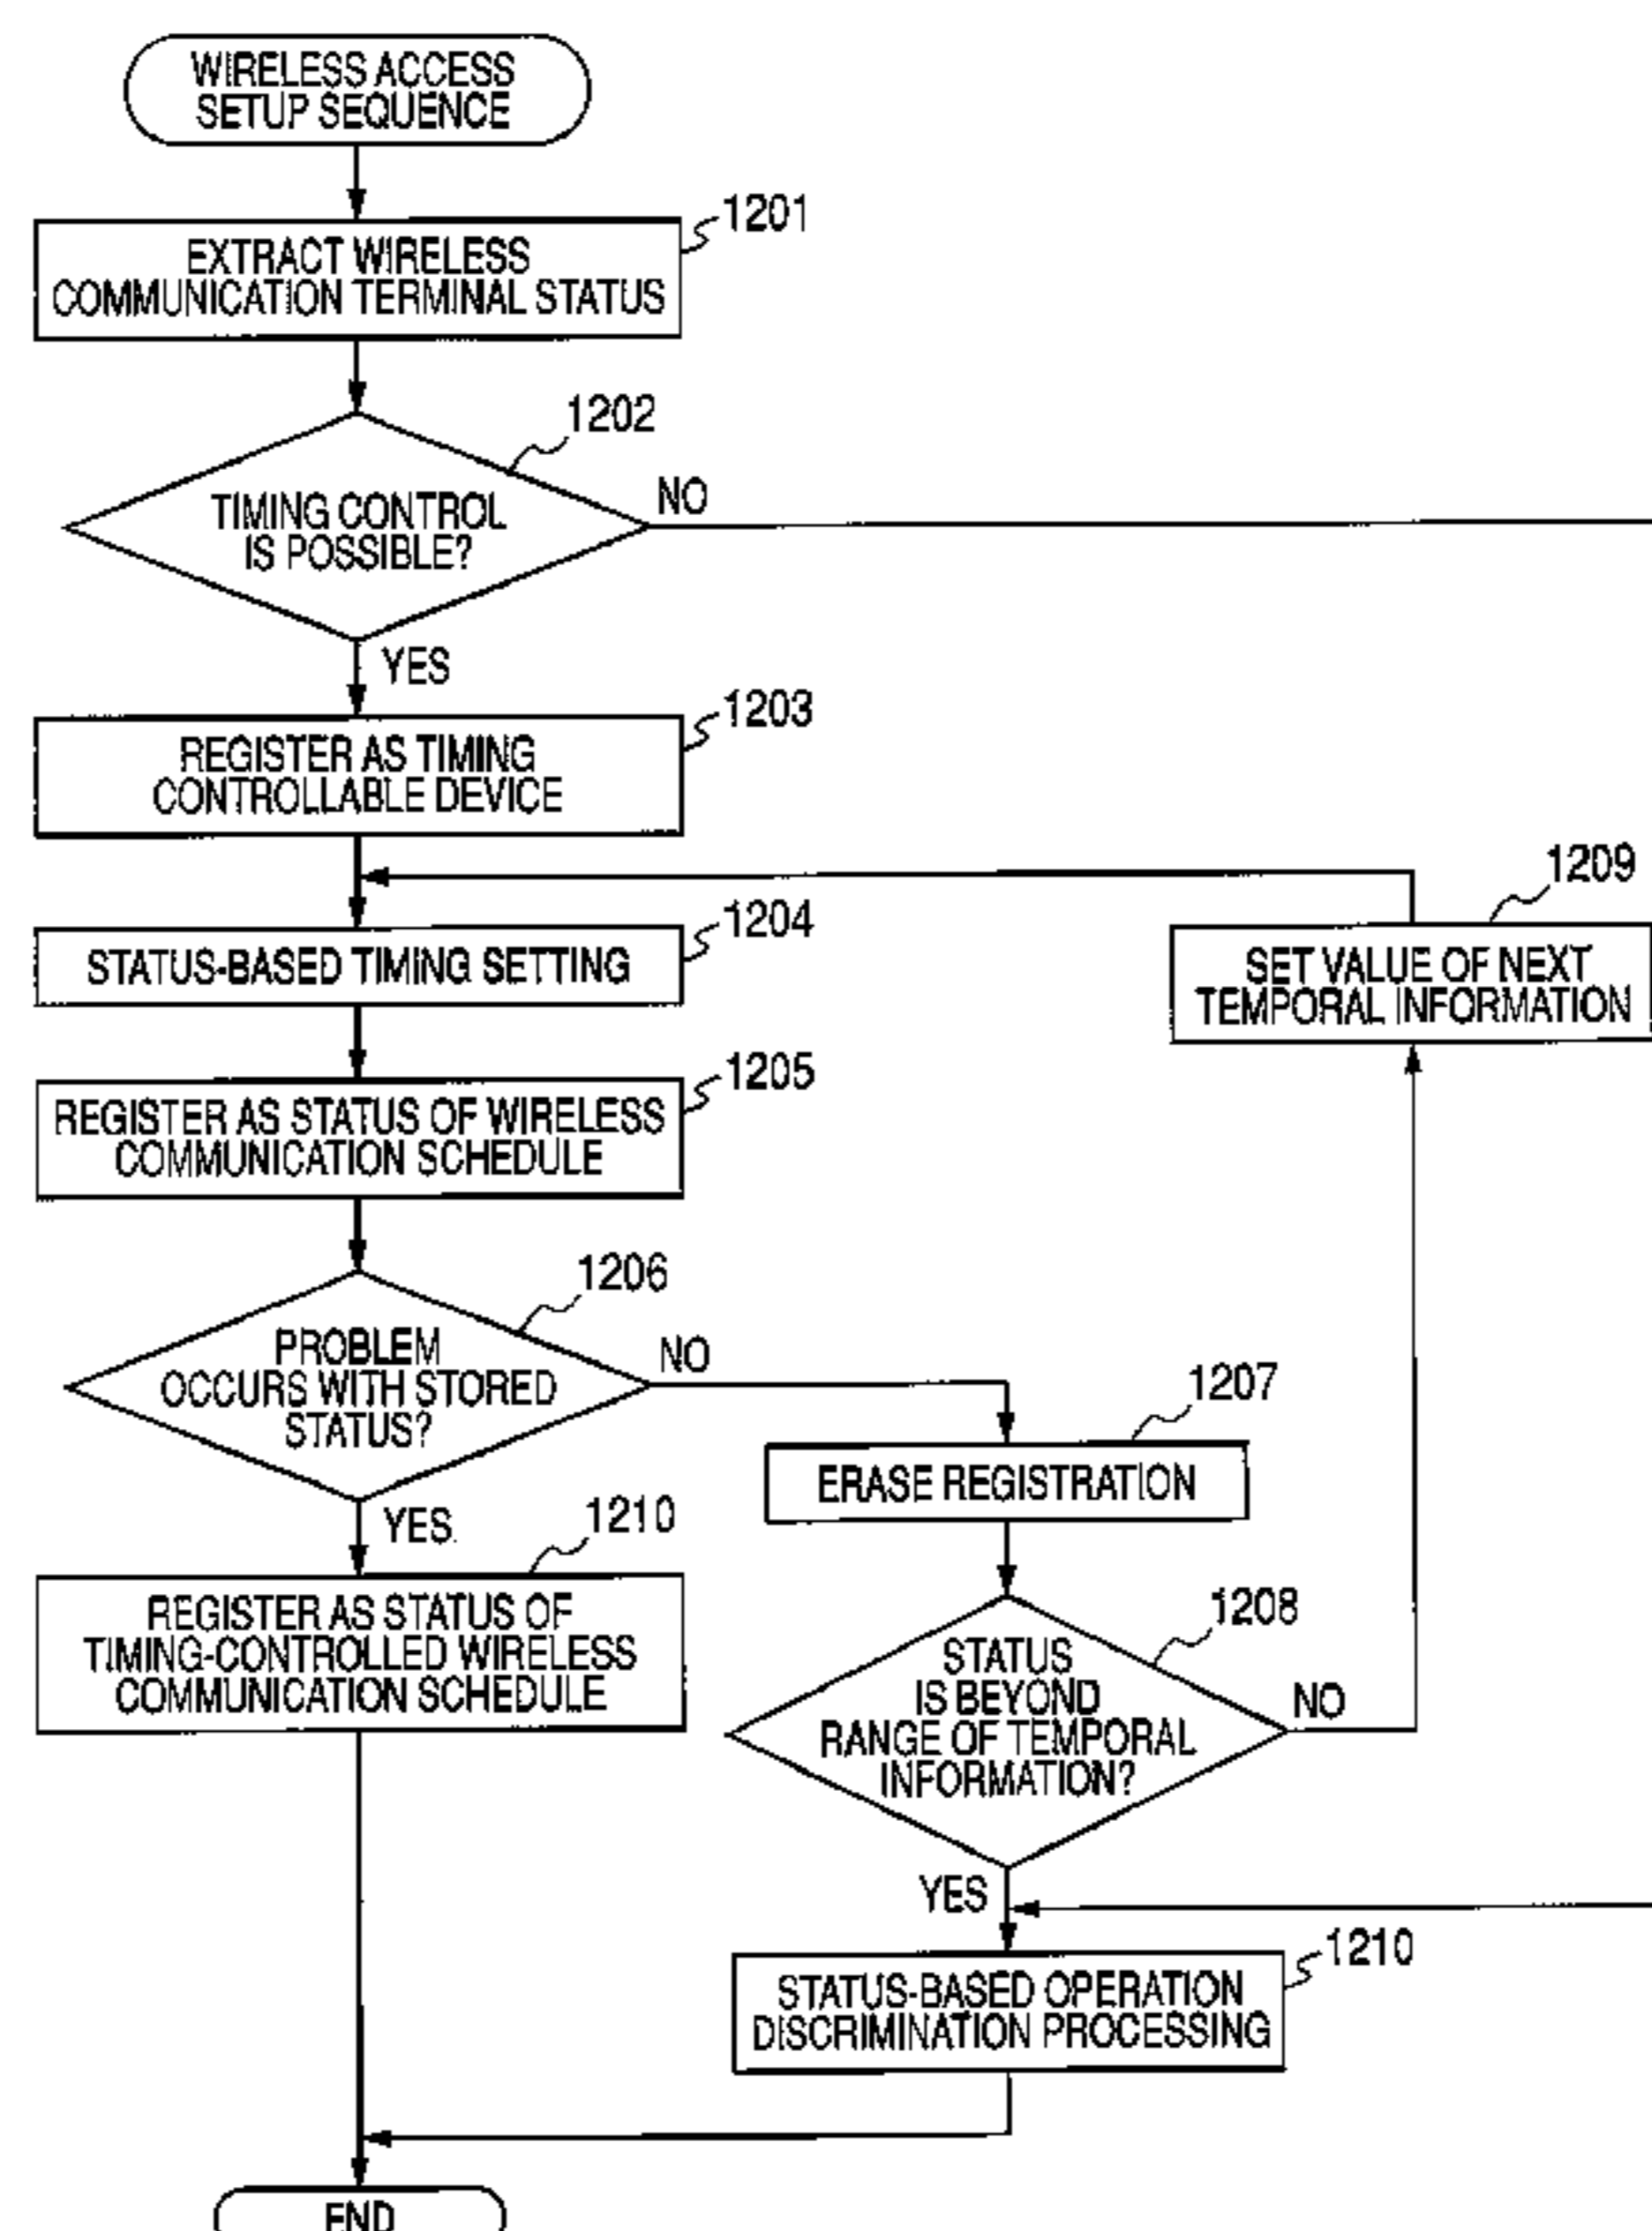 WIRELESS ACCESS
SETUP SEQUENCE
1201
EXTRACT WIRELESS
COMMUNICATION TERMINAL STATUS
1202
TIMING CONTROL
IS POSSIBLE?
NO
YES
1203
REGISTER AS TIMING
CONTROLLABLE DEVICE
1204
STATUS-BASED TIMING SETTING
1209
SET VALUE OF NEXT
TEMPORAL INFORMATION
1205
REGISTER AS STATUS OF WIRELESS
COMMUNICATION SCHEDULE
1206
PROBLEM
OCCURS WITH STORED
STATUS?
NO
YES
1207
ERASE REGISTRATION
1210
REGISTER AS STATUS OF
TIMING-CONTROLLED WIRELESS
COMMUNICATION SCHEDULE
1208
STATUS
IS BEYOND
RANGE OF TEMPORAL
INFORMATION?
NO
YES
1210
STATUS-BASED OPERATION
DISCRIMINATION PROCESSING
END